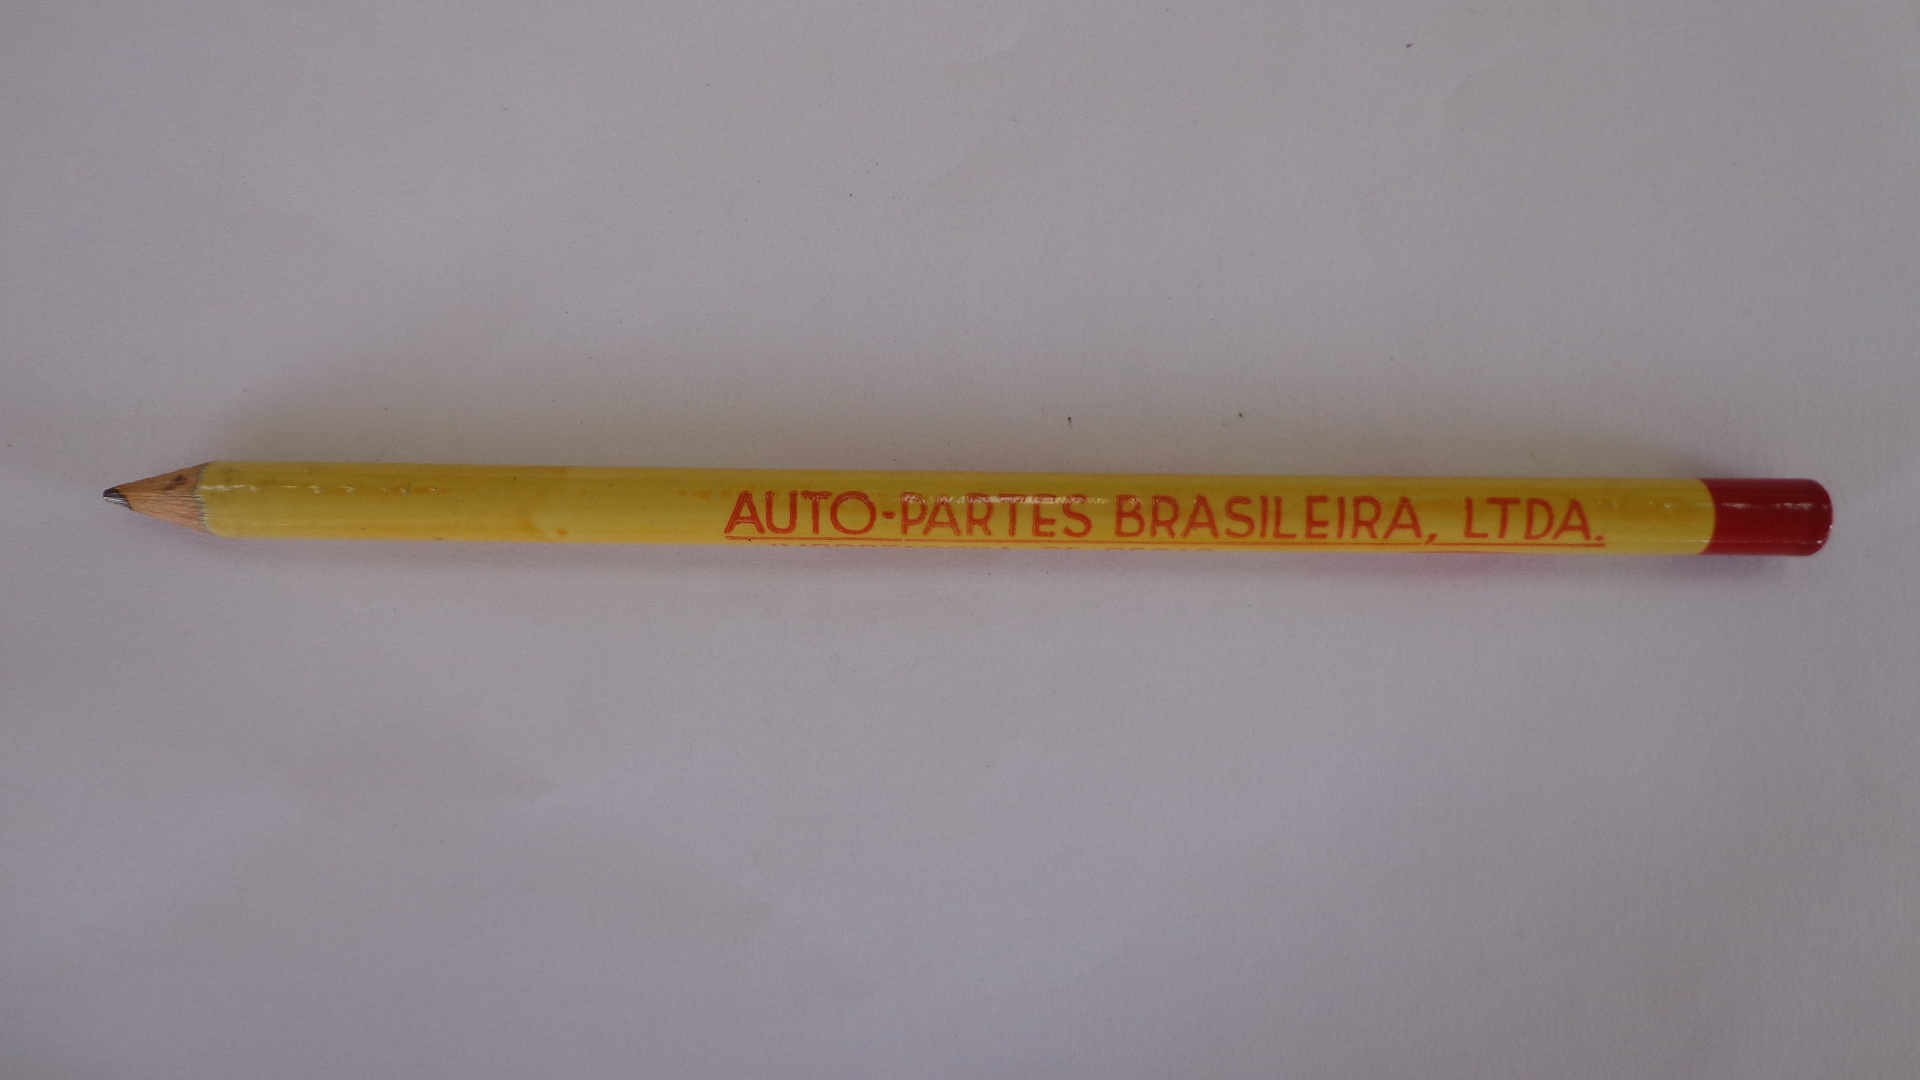 AUTO-PARTES BRASILEIRA, LTDA.